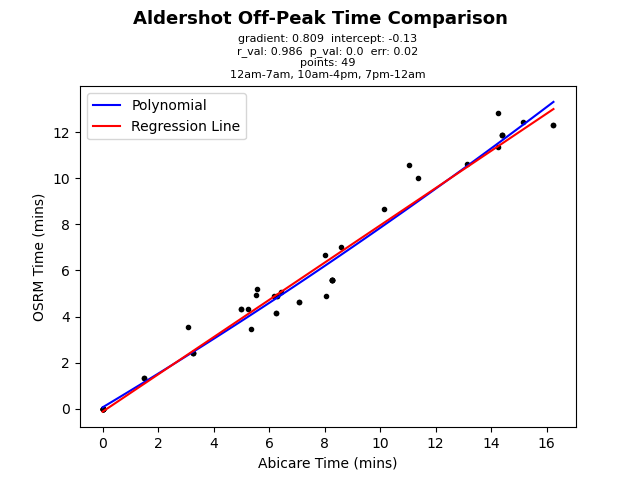 Aldershot Off-Peak Time Comparison
gradient: 0.809  intercept: -0.13
r_val: 0.986  p_val: 0.0  err: 0.02
points: 49
12am-7am, 10am-4pm, 7pm-12am
Polynomial
Regression Line
OSRM Time (mins)
12
10
8
6
4
2
0
0 2 4 6 8 10 12 14 16
Abicare Time (mins)